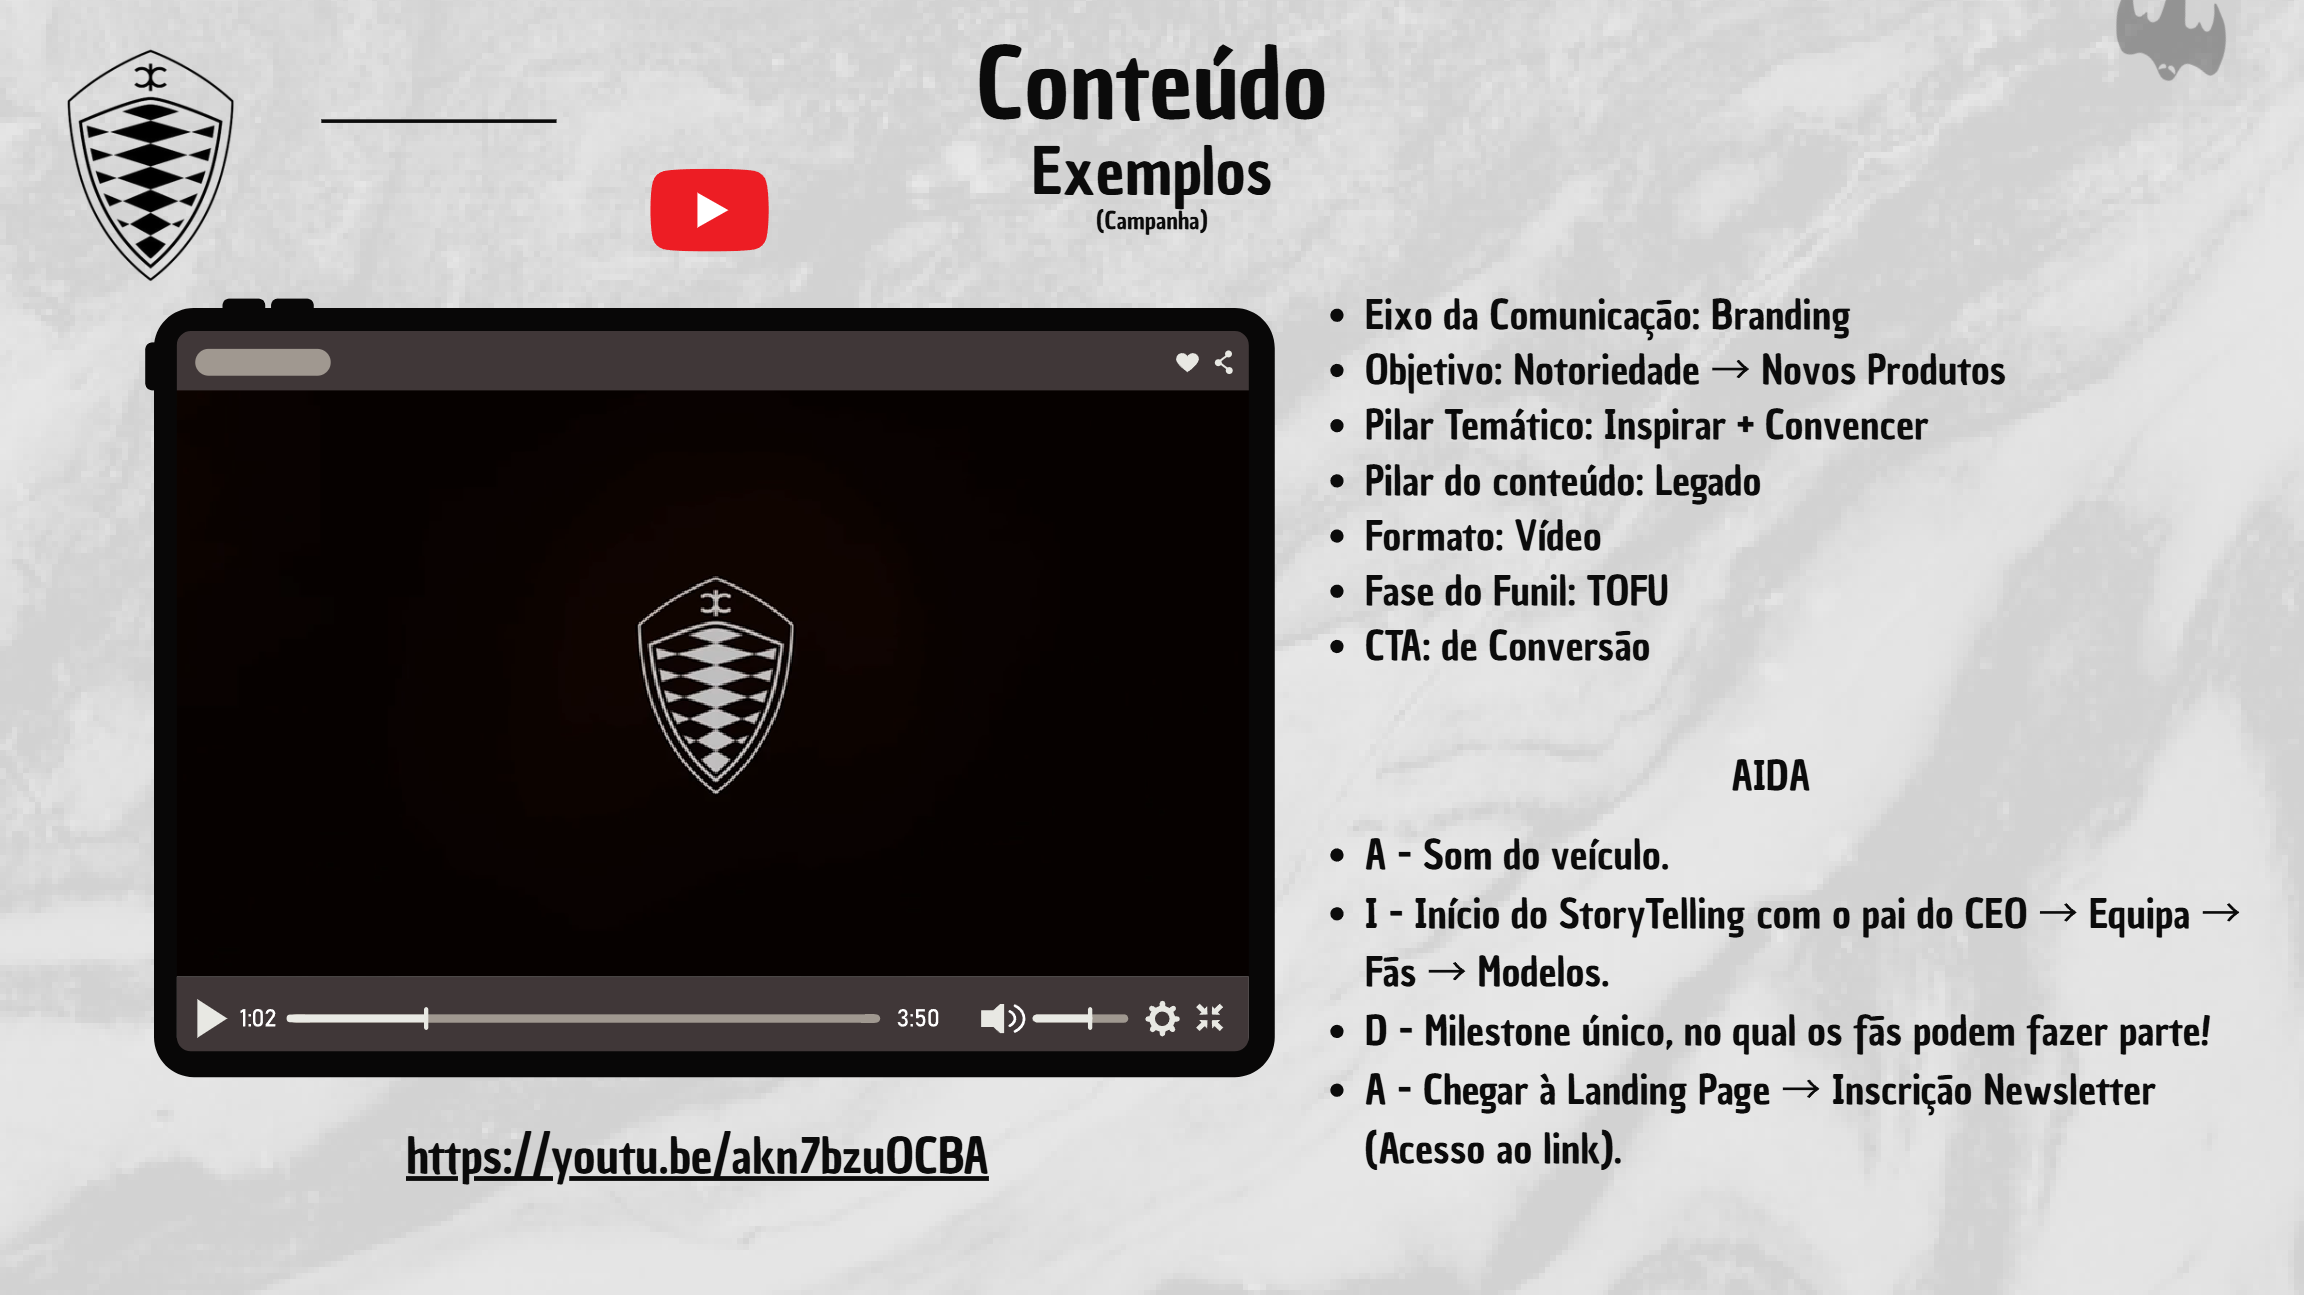 Conteúdo
Exemplos
(Campanha)
• Eixo da Comunicação: Branding
• Objetivo: Notoriedade → Novos Produtos
• Pilar Temático: Inspirar + Convencer
• Pilar do conteúdo: Legado
• Formato: Vídeo
• Fase do Funil: TOFU
• CTA: de Conversão
AIDA
• A - Som do veículo.
• I - Início do StoryTelling com o pai do CEO → Equipa →
Fãs → Modelos.
• D - Milestone único, no qual os fãs podem fazer parte!
• A - Chegar à Landing Page → Inscrição Newsletter
(Acesso ao link).
1:02
3:50
https://youtu.be/akn7bzuOCBA